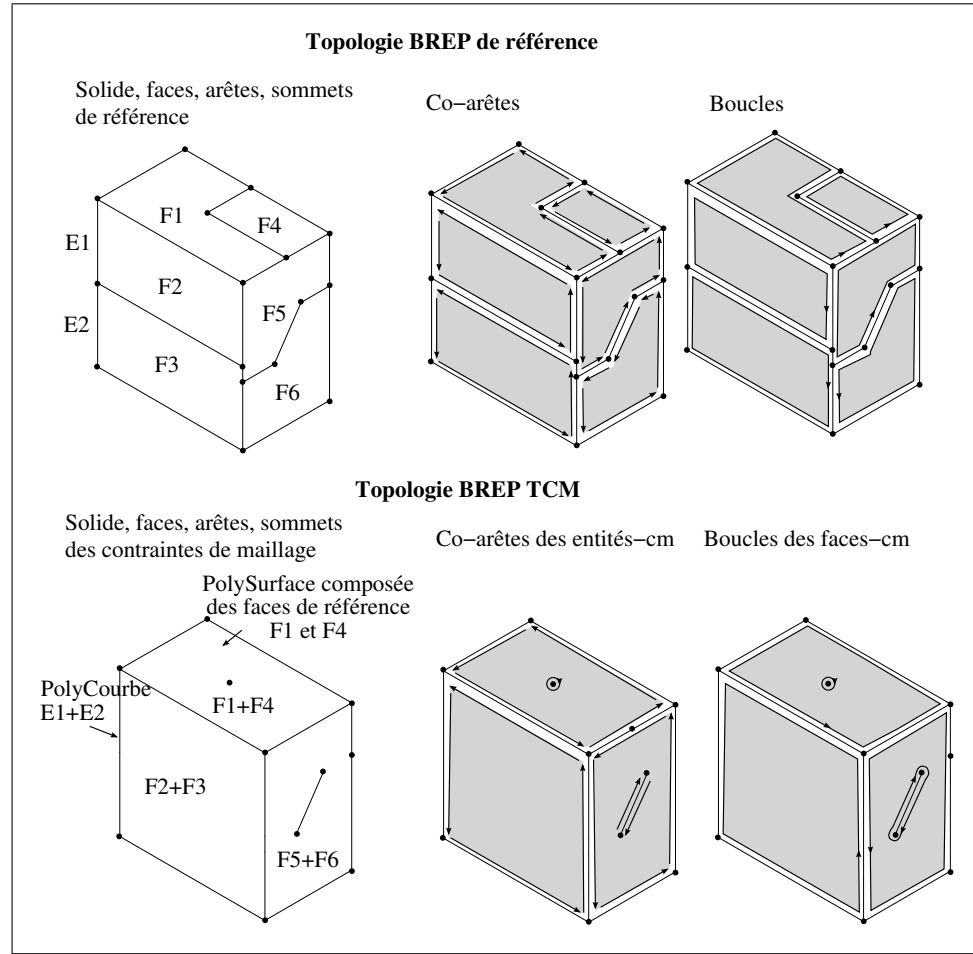 Topologie BREP de référence
Solide, faces, arêtes, sommets
de référence
Co−arêtes
Boucles
F1
F4
E1
F2
F5
E2
F3
F6
Topologie BREP TCM
Solide, faces, arêtes, sommets
des contraintes de maillage
Co−arêtes des entités−cm
Boucles des faces−cm
PolySurface composée
des faces de référence
F1 et F4
PolyCourbe
E1+E2
F1+F4
F2+F3
F5+F6